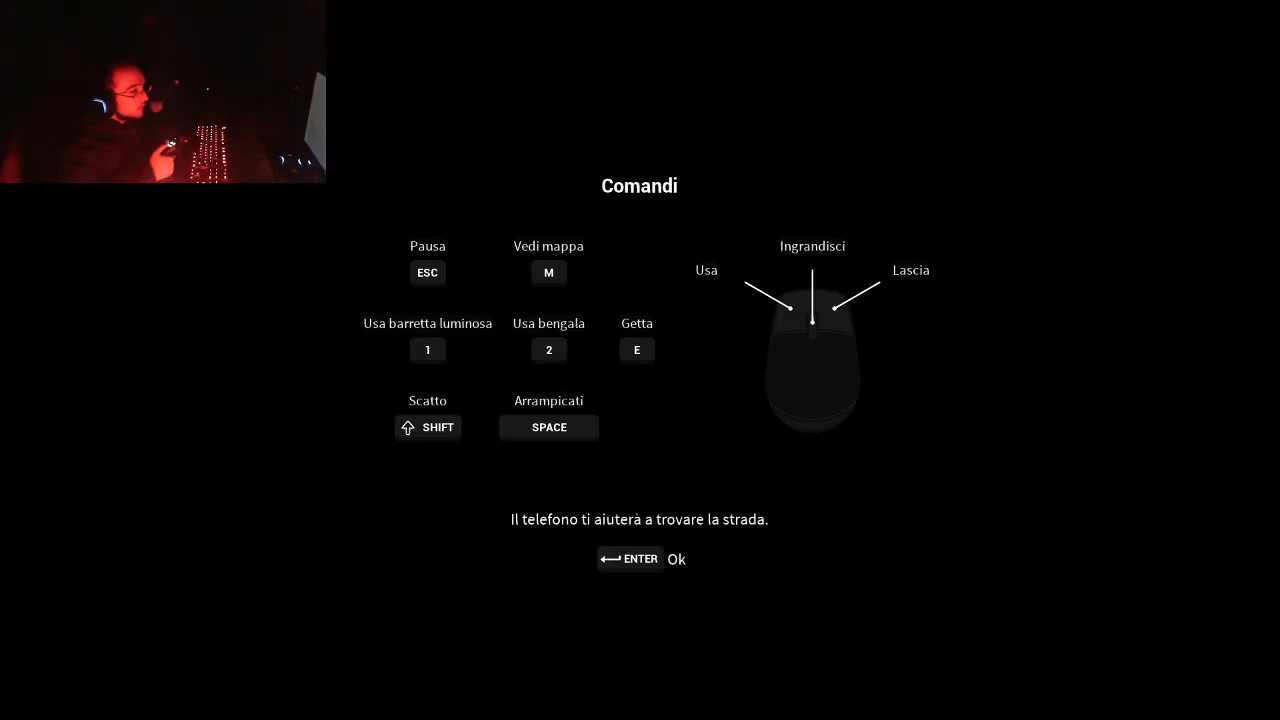 Comandi
Pausa
Vedi mappa
ESC
M
Usa barretta luminosa
Usa bengala
Getta
1
2
E
Scatto
Arrampicati
SHIFT
SPACE
Ingrandisci
Usa
Lascia
Il telefono ti aiuterà a trovare la strada.
ENTER Ok